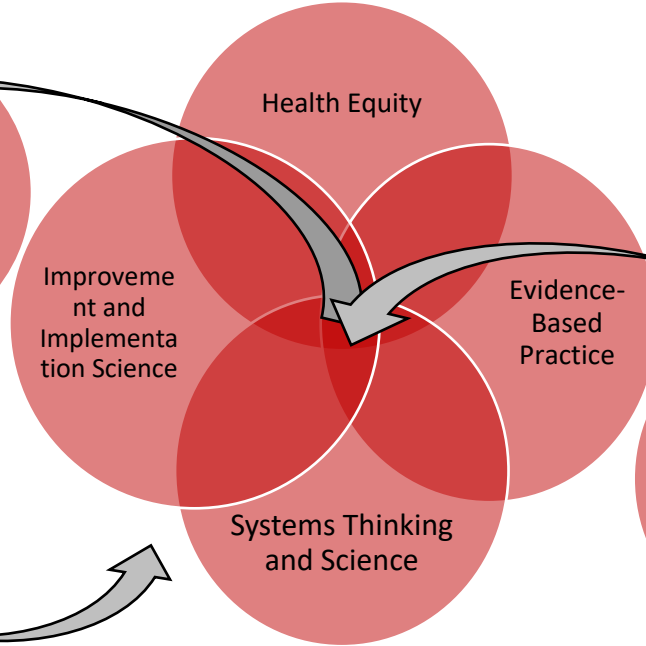 Health Equity
Improveme
nt and
Implementa
tion Science
Evidence-
Based
Practice
Systems Thinking
and Science